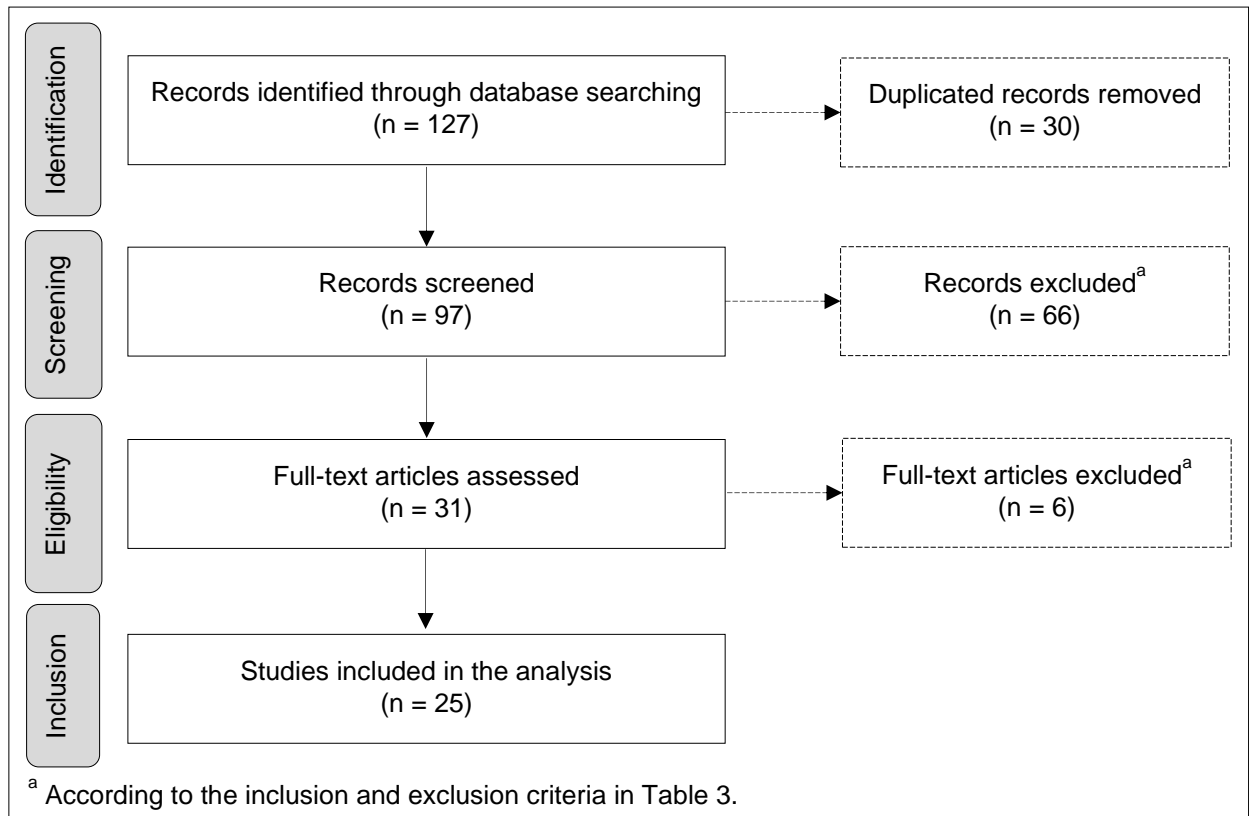 Identification
Records identified through database searching
(n = 127)
Duplicated records removed
(n = 30)
Screening
Records screened
(n = 97)
Records excluded^a
(n = 66)
Eligibility
Full-text articles assessed
(n = 31)
Full-text articles excluded^a
(n = 6)
Inclusion
Studies included in the analysis
(n = 25)
^a According to the inclusion and exclusion criteria in Table 3.